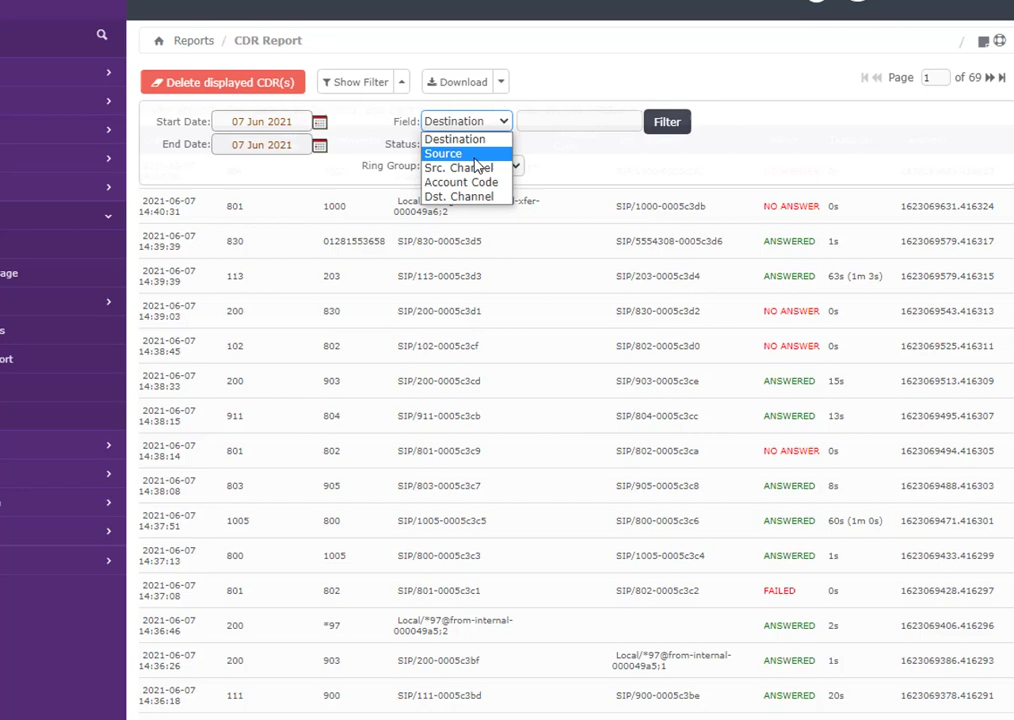 Reports / CDR Report /
Delete displayed CDR(s) Show Filter Download Page 1 of 69
Start Date: 07 Jun 2021 Field: Destination Filter
End Date: 07 Jun 2021 Status:
Ring Group:
Destination
Source
Src. Channel
Account Code
Dst. Channel
age
s
ort
2021-06-07 Local/ xfer-
14:40:31 801 1000 000049a6;2 SIP/1000-0005c3db NO ANSWER 0s 1623069631.416324
2021-06-07
14:39:39 830 01281553658 SIP/830-0005c3d5 SIP/5554308-0005c3d6 ANSWERED 1s 1623069579.416317
2021-06-07
14:39:39 113 203 SIP/113-0005c3d3 SIP/203-0005c3d4 ANSWERED 63s (1m 3s) 1623069579.416315
2021-06-07
14:39:03 200 830 SIP/200-0005c3d1 SIP/830-0005c3d2 NO ANSWER 0s 1623069543.416313
2021-06-07
14:38:45 102 802 SIP/102-0005c3cf SIP/802-0005c3d0 NO ANSWER 0s 1623069525.416311
2021-06-07
14:38:33 200 903 SIP/200-0005c3cd SIP/903-0005c3ce ANSWERED 15s 1623069513.416309
2021-06-07
14:38:15 911 804 SIP/911-0005c3cb SIP/804-0005c3cc ANSWERED 13s 1623069495.416307
2021-06-07
14:38:14 801 802 SIP/801-0005c3c9 SIP/802-0005c3ca NO ANSWER 0s 1623069494.416305
2021-06-07
14:38:08 803 905 SIP/803-0005c3c7 SIP/905-0005c3c8 ANSWERED 8s 1623069488.416303
2021-06-07
14:37:51 1005 800 SIP/1005-0005c3c5 SIP/800-0005c3c6 ANSWERED 60s (1m 0s) 1623069471.416301
2021-06-07
14:37:13 800 1005 SIP/800-0005c3c3 SIP/1005-0005c3c4 ANSWERED 1s 1623069433.416299
2021-06-07
14:37:08 801 802 SIP/801-0005c3c1 SIP/802-0005c3c2 FAILED 0s 1623069428.416297
2021-06-07 Local/*97@from-internal-
14:36:46 200 *97 000049a5;2 ANSWERED 2s 1623069406.416296
2021-06-07 Local/*97@from-internal-
14:36:26 200 903 SIP/200-0005c3bf 000049a5;1 ANSWERED 1s 1623069386.416293
2021-06-07
14:36:18 111 900 SIP/111-0005c3bd SIP/900-0005c3be ANSWERED 20s 1623069378.416291